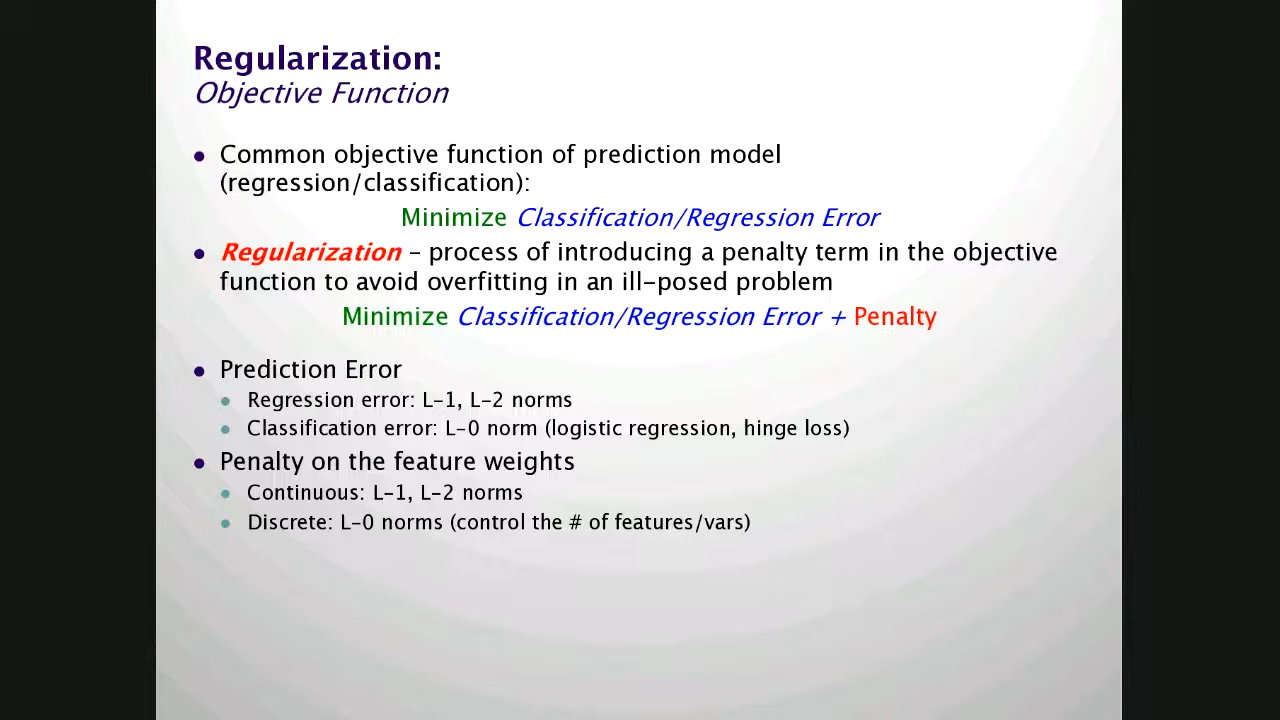 Regularization:
Objective Function
• Common objective function of prediction model
(regression/classification):
Minimize Classification/Regression Error
• Regularization – process of introducing a penalty term in the objective
function to avoid overfitting in an ill-posed problem
Minimize Classification/Regression Error + Penalty
• Prediction Error
• Regression error: L-1, L-2 norms
• Classification error: L-0 norm (logistic regression, hinge loss)
• Penalty on the feature weights
• Continuous: L-1, L-2 norms
• Discrete: L-0 norms (control the # of features/vars)